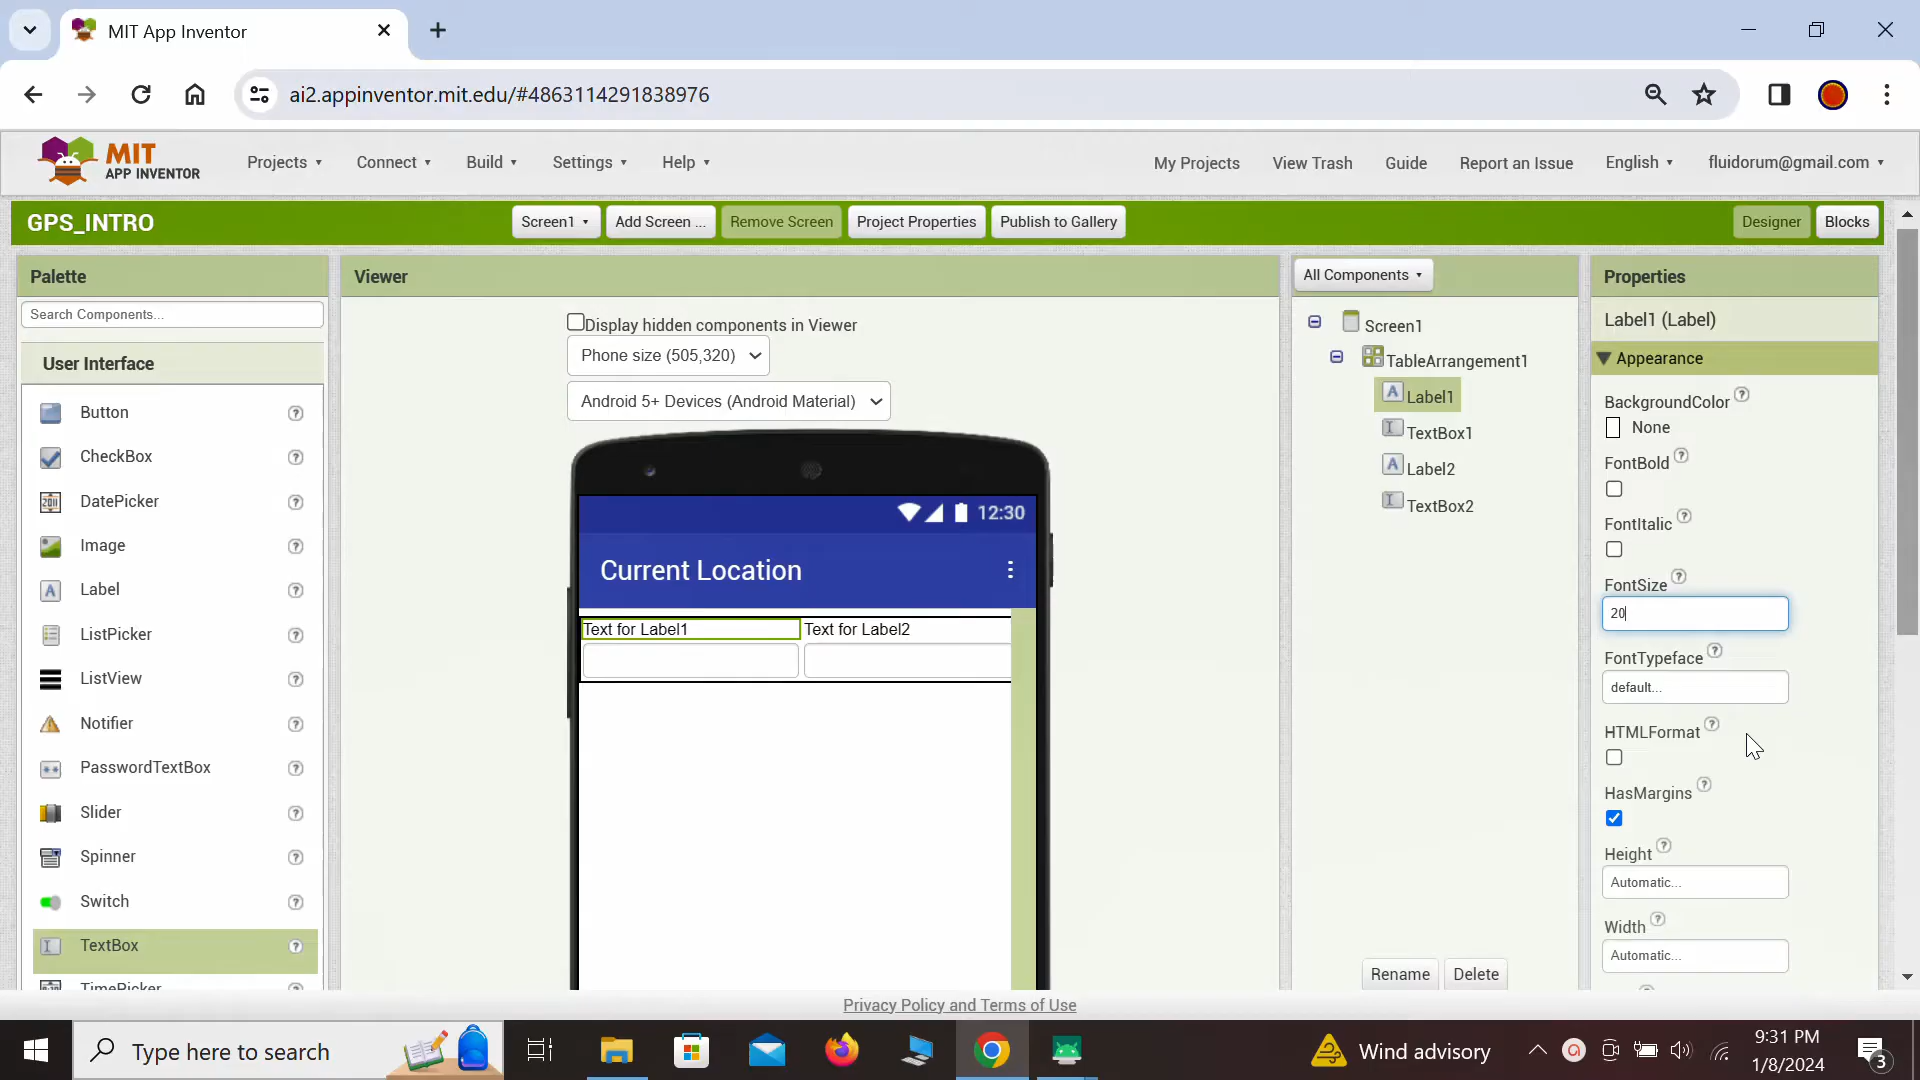 MIT App Inventor
ai2.appinventor.mit.edu/#4863114291838976
MIT
APP INVENTOR
Projects
Connect
Build
Settings
Help
My Projects
View Trash
Guide
Report an Issue
English
fluidorum@gmail.com
GPS_INTRO
Screen1
Add Screen ...
Remove Screen
Project Properties
Publish to Gallery
Designer
Blocks
Palette
Search Components...
User Interface
Button
CheckBox
DatePicker
Image
Label
ListPicker
ListView
Notifier
PasswordTextBox
Slider
Spinner
Switch
TextBox
TimePicker
Viewer
Display hidden components in Viewer
Phone size (505,320)
Android 5+ Devices (Android Material)
12:30
Current Location
Text for Label1
Text for Label2
All Components
Screen1
TableArrangement1
Label1
TextBox1
Label2
TextBox2
Rename
Delete
Properties
Label1 (Label)
Appearance
BackgroundColor
None
FontBold
FontItalic
FontSize
20
FontTypeface
default...
HTMLFormat
HasMargins
Height
Automatic...
Width
Automatic...
Privacy Policy and Terms of Use
Type here to search
Wind advisory
9:31 PM
1/8/2024
3